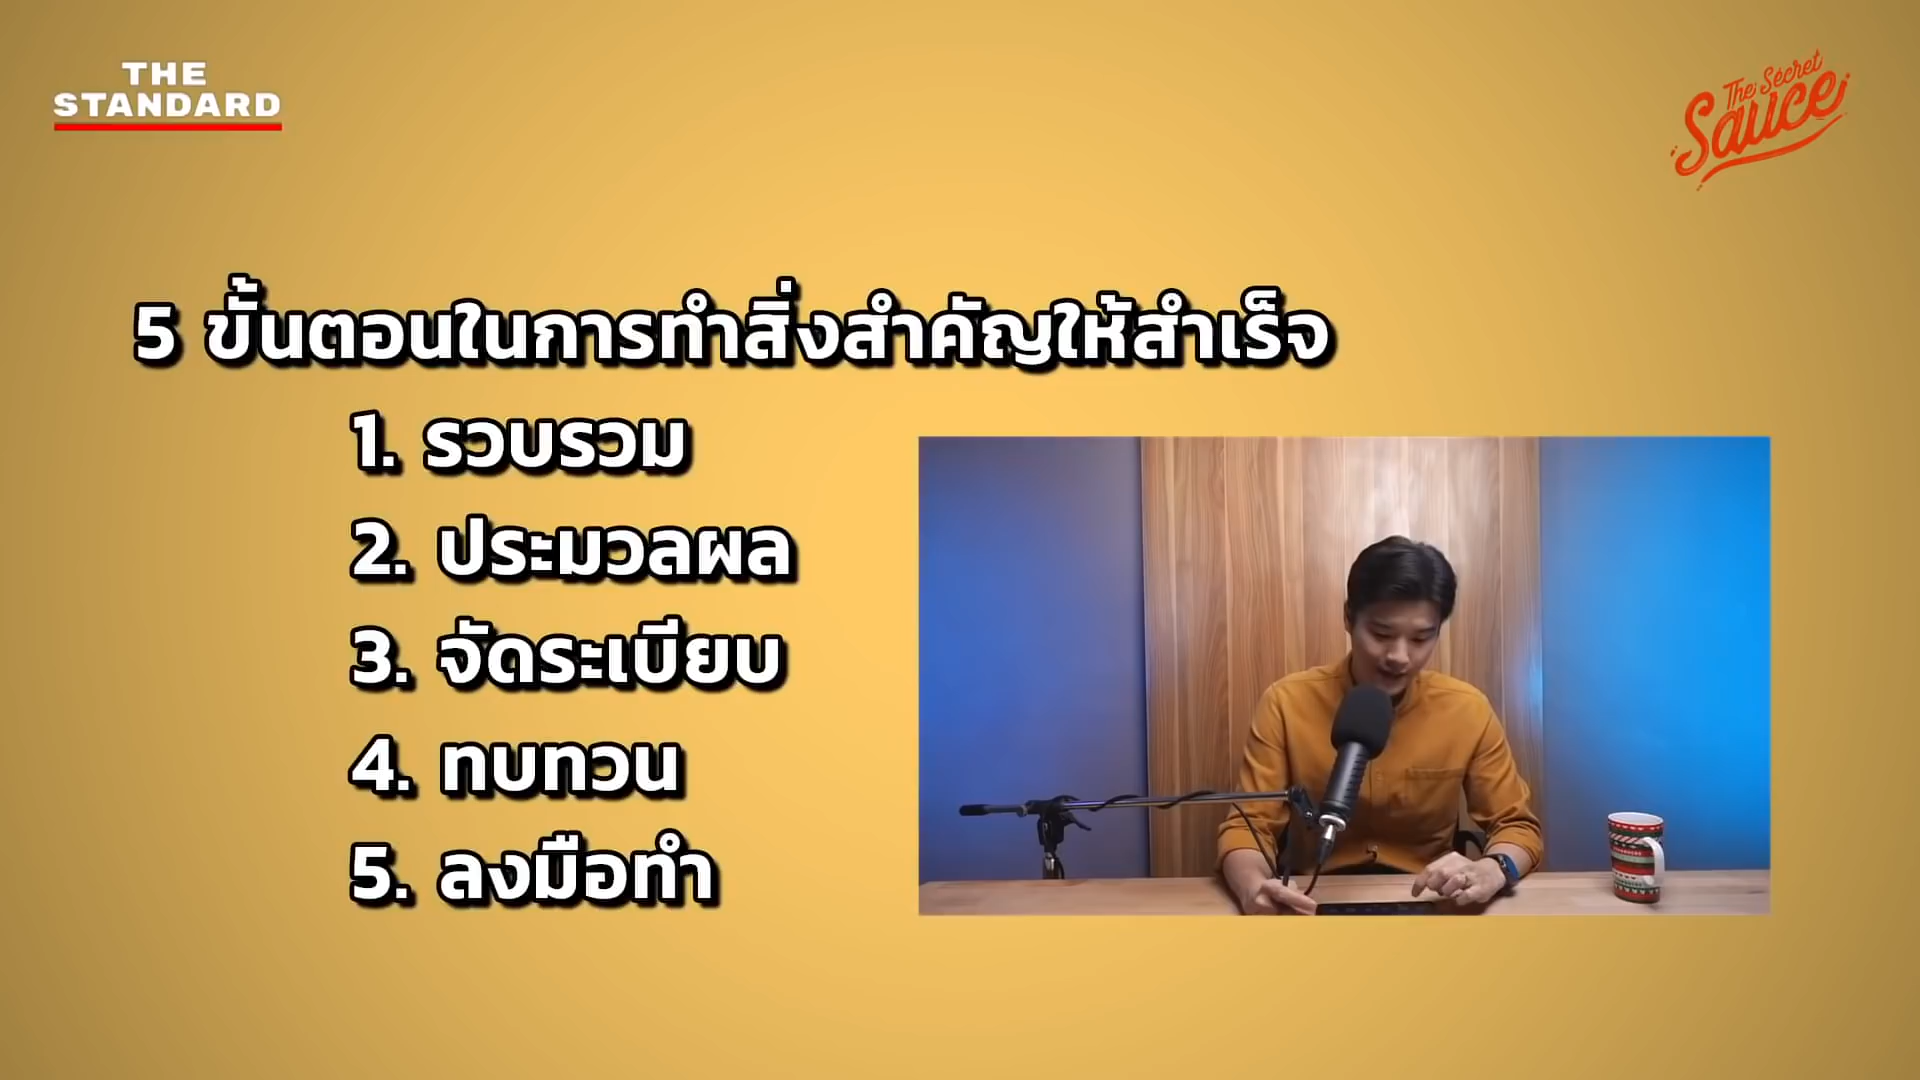 THE
STANDARD
The Secret
Sauce
5 ขั้นตอนในการทำสิ่งสำคัญให้สำเร็จ
1. รวบรวม
2. ประมวลผล
3. จัดระเบียบ
4. ทบทวน
5. ลงมือทำ